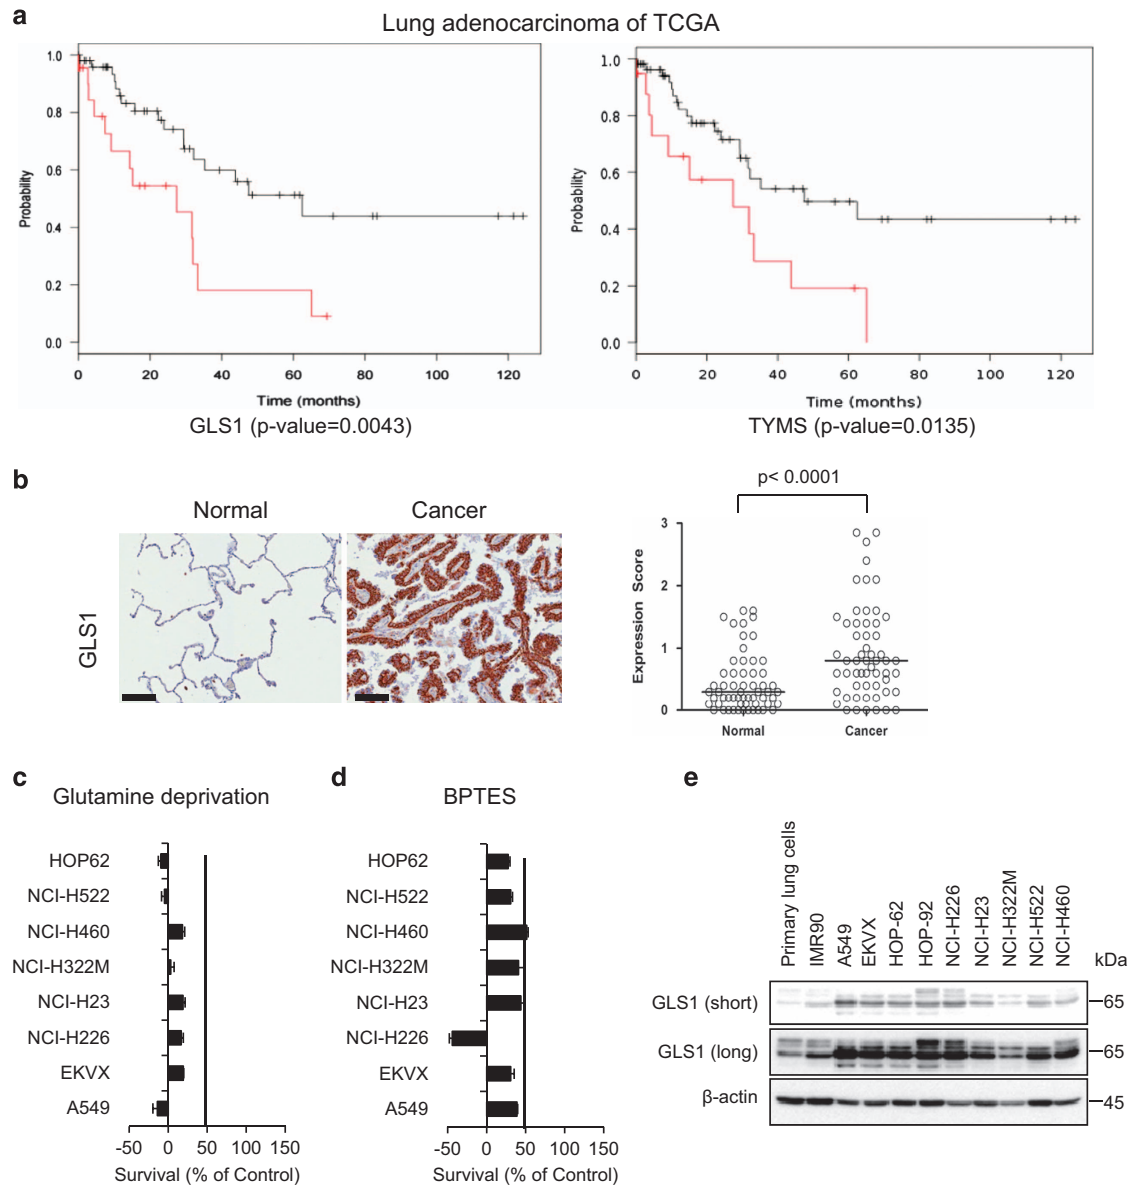 a
Lung adenocarcinoma of TCGA
1.0
0.8
0.6
0.4
0.2
0.0
Probability
0 20 40 60 80 100 120
Time (months)
GLS1 (p-value=0.0043)
1.0
0.8
0.6
0.4
0.2
0.0
Probability
0 20 40 60 80 100 120
Time (months)
TYMS (p-value=0.0135)
b
Normal Cancer
GLS1
p< 0.0001
Expression Score
3
2
1
0
Normal Cancer
c
Glutamine deprivation
HOP62
NCI-H522
NCI-H460
NCI-H322M
NCI-H23
NCI-H226
EKVX
A549
-50 0 50 100 150
Survival (% of Control)
d
BPTES
HOP62
NCI-H522
NCI-H460
NCI-H322M
NCI-H23
NCI-H226
EKVX
A549
-50 0 50 100 150
Survival (% of Control)
e
Primary lung cells
IMR90
A549
EKVX
HOP-62
HOP-92
NCI-H226
NCI-H23
NCI-H322M
NCI-H522
NCI-H460
kDa
GLS1 (short) 65
GLS1 (long) 65
β-actin 45